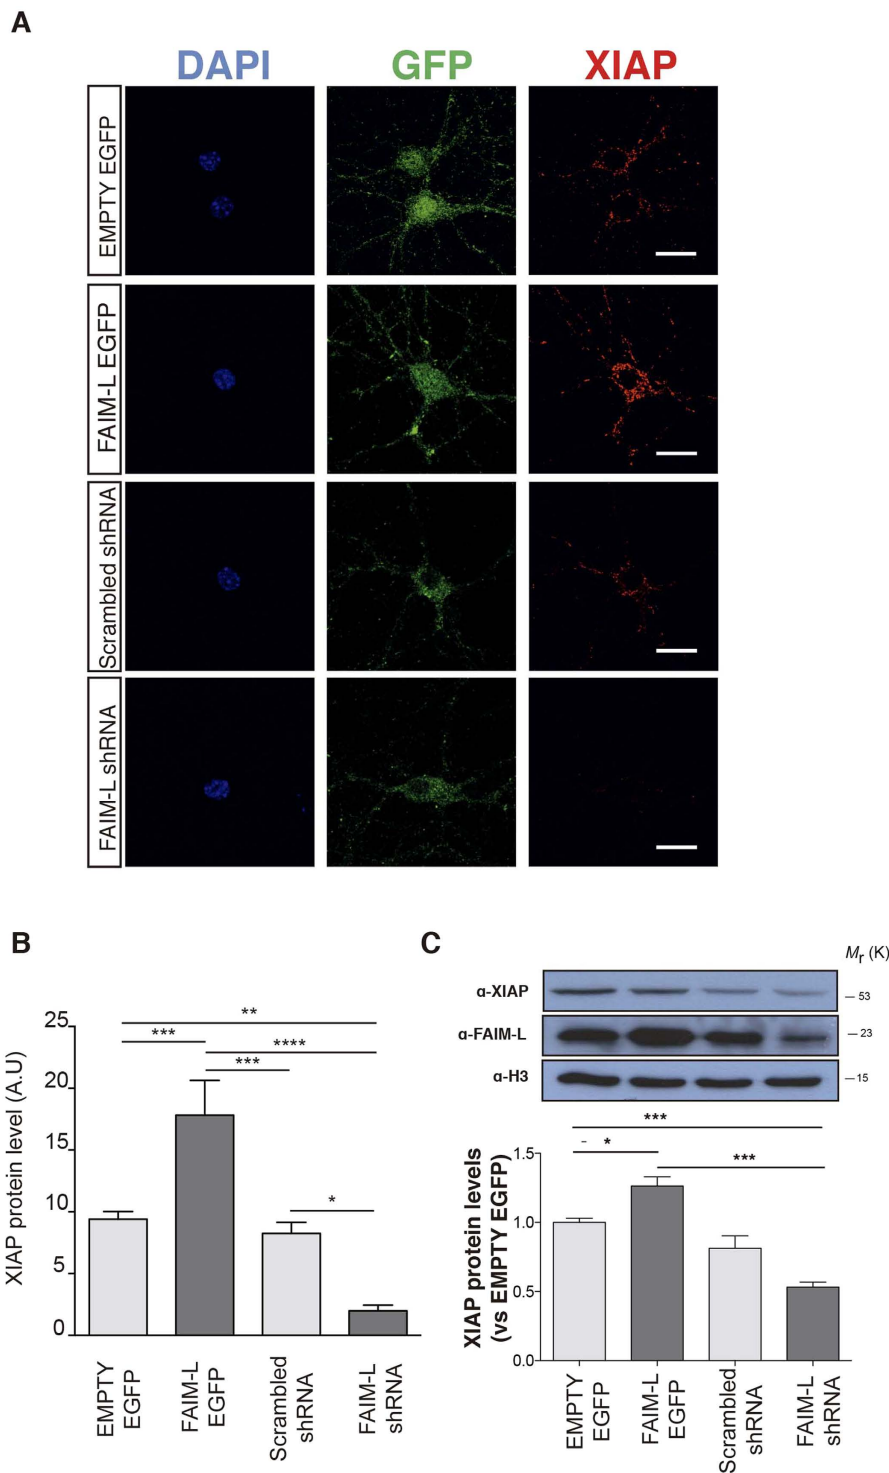 A
DAPI GFP XIAP
EMPTY EGFP
FAIM-L EGFP
Scrambled shRNA
FAIM-L shRNA
B
XIAP protein level (A.U)
25
20
15
10
5
0
**
***
****
***
*
EMPTY
EGFP
FAIM-L
EGFP
Scrambled
shRNA
FAIM-L
shRNA
C
Mr (K)
α-XIAP — 53
α-FAIM-L — 23
α-H3 — 15
XIAP protein levels
(vs EMPTY EGFP)
1.5
1.0
0.5
0.0
***
– *
***
EMPTY
EGFP
FAIM-L
EGFP
Scrambled
shRNA
FAIM-L
shRNA